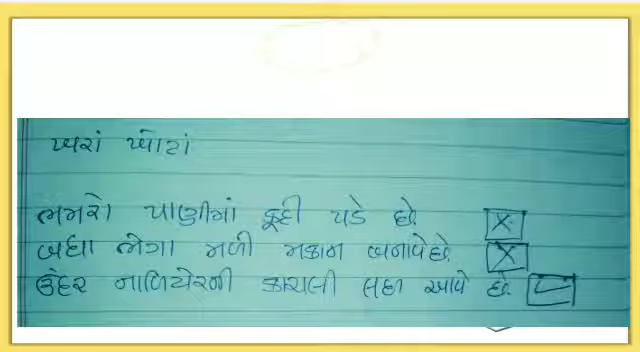 ખરાં ખોટાં
ભમરો પાણીમાં કૂદી પડે છે. ☒
બધા ભેગા મળી મકાન બનાવે છે. ☒
ઉંદર નાળિયેરની કાચલી લઇ આવે છે. ☑